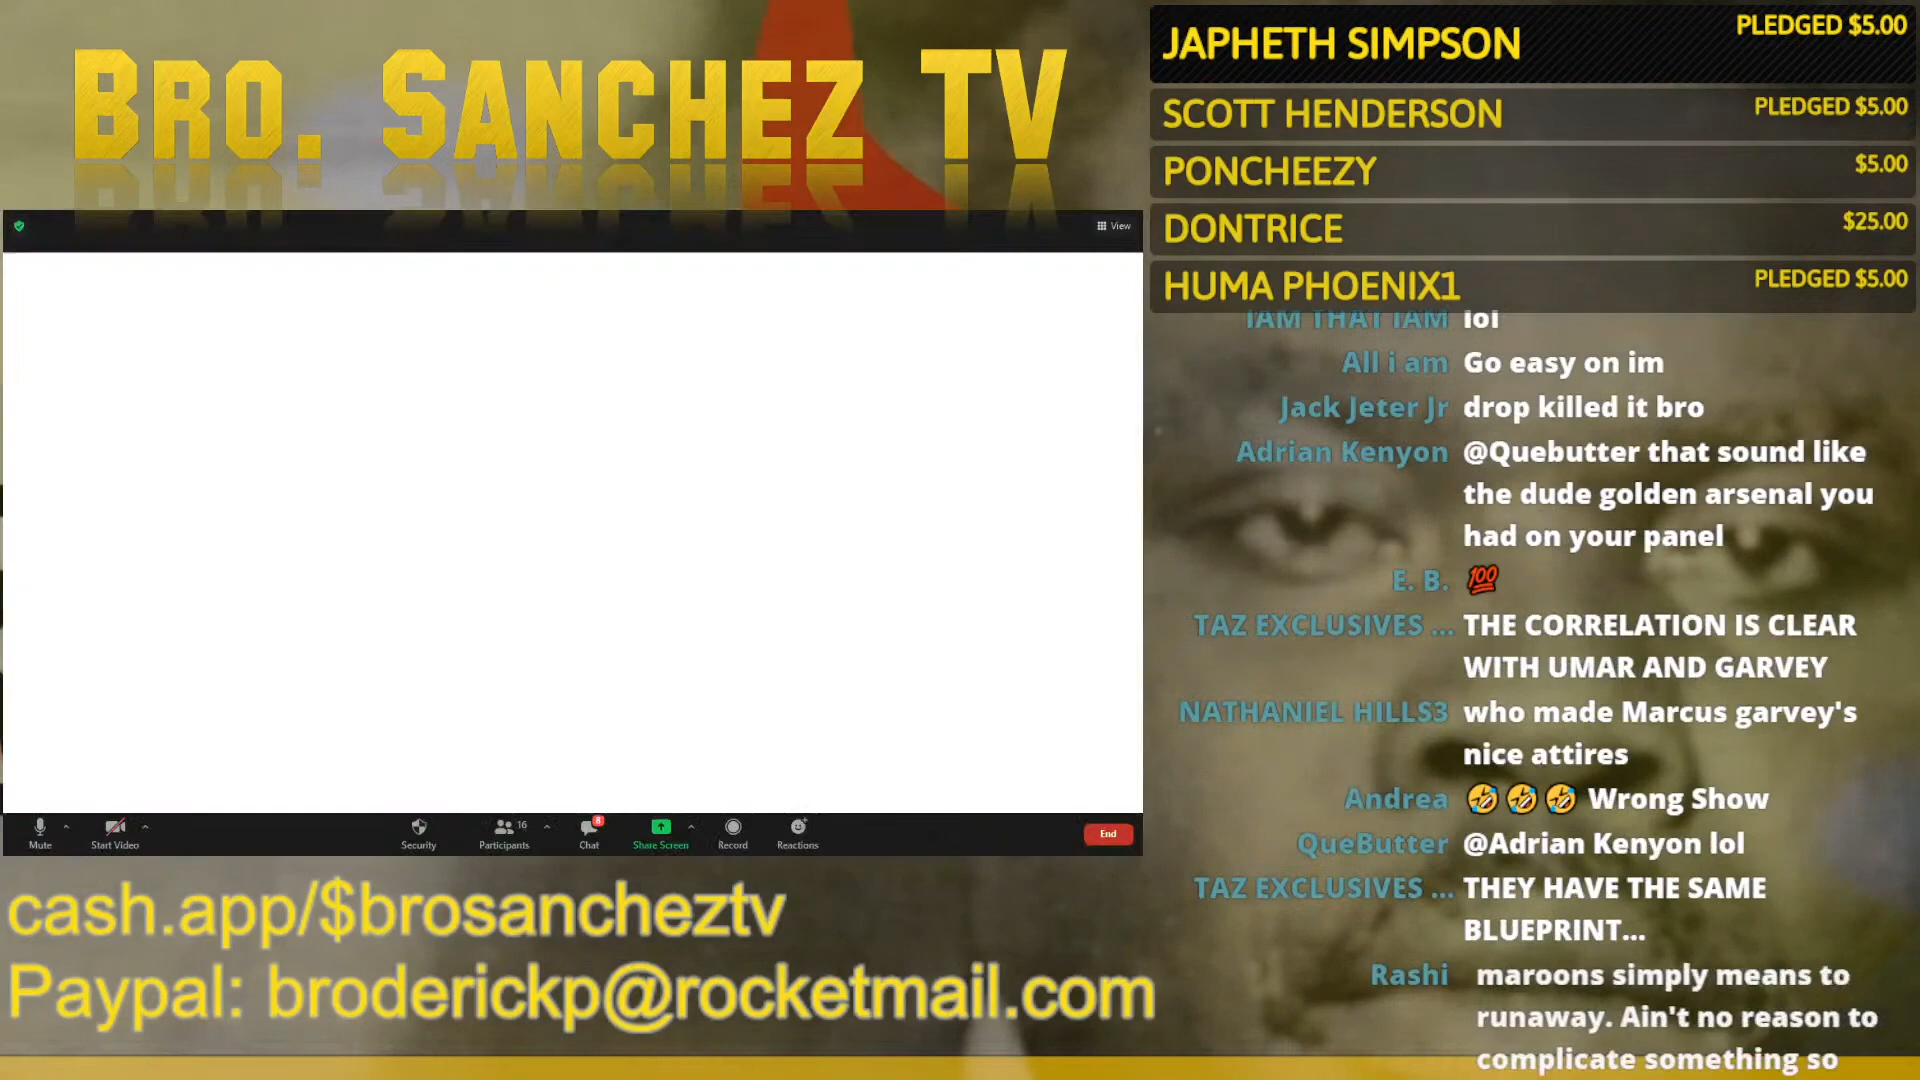 BRO. SANCHEZ TV
View
Mute
Start Video
Security
16
Participants
8
Chat
Share Screen
Record
Reactions
End
cash.app/$brosancheztv
Paypal: broderickp@rocketmail.com
JAPHETH SIMPSON PLEDGED $5.00
SCOTT HENDERSON PLEDGED $5.00
PONCHEEZY $5.00
DONTRICE $25.00
HUMA PHOENIX1 PLEDGED $5.00
IAM THAT IAM lol
All i am Go easy on im
Jack Jeter Jr drop killed it bro
Adrian Kenyon @Quebutter that sound like
the dude golden arsenal you
had on your panel
E. B. 💯
TAZ EXCLUSIVES ... THE CORRELATION IS CLEAR
WITH UMAR AND GARVEY
NATHANIEL HILLS3 who made Marcus garvey's
nice attires
Andrea 🤣🤣🤣 Wrong Show
QueButter @Adrian Kenyon lol
TAZ EXCLUSIVES ... THEY HAVE THE SAME
BLUEPRINT...
Rashi maroons simply means to
runaway. Ain't no reason to
complicate something so